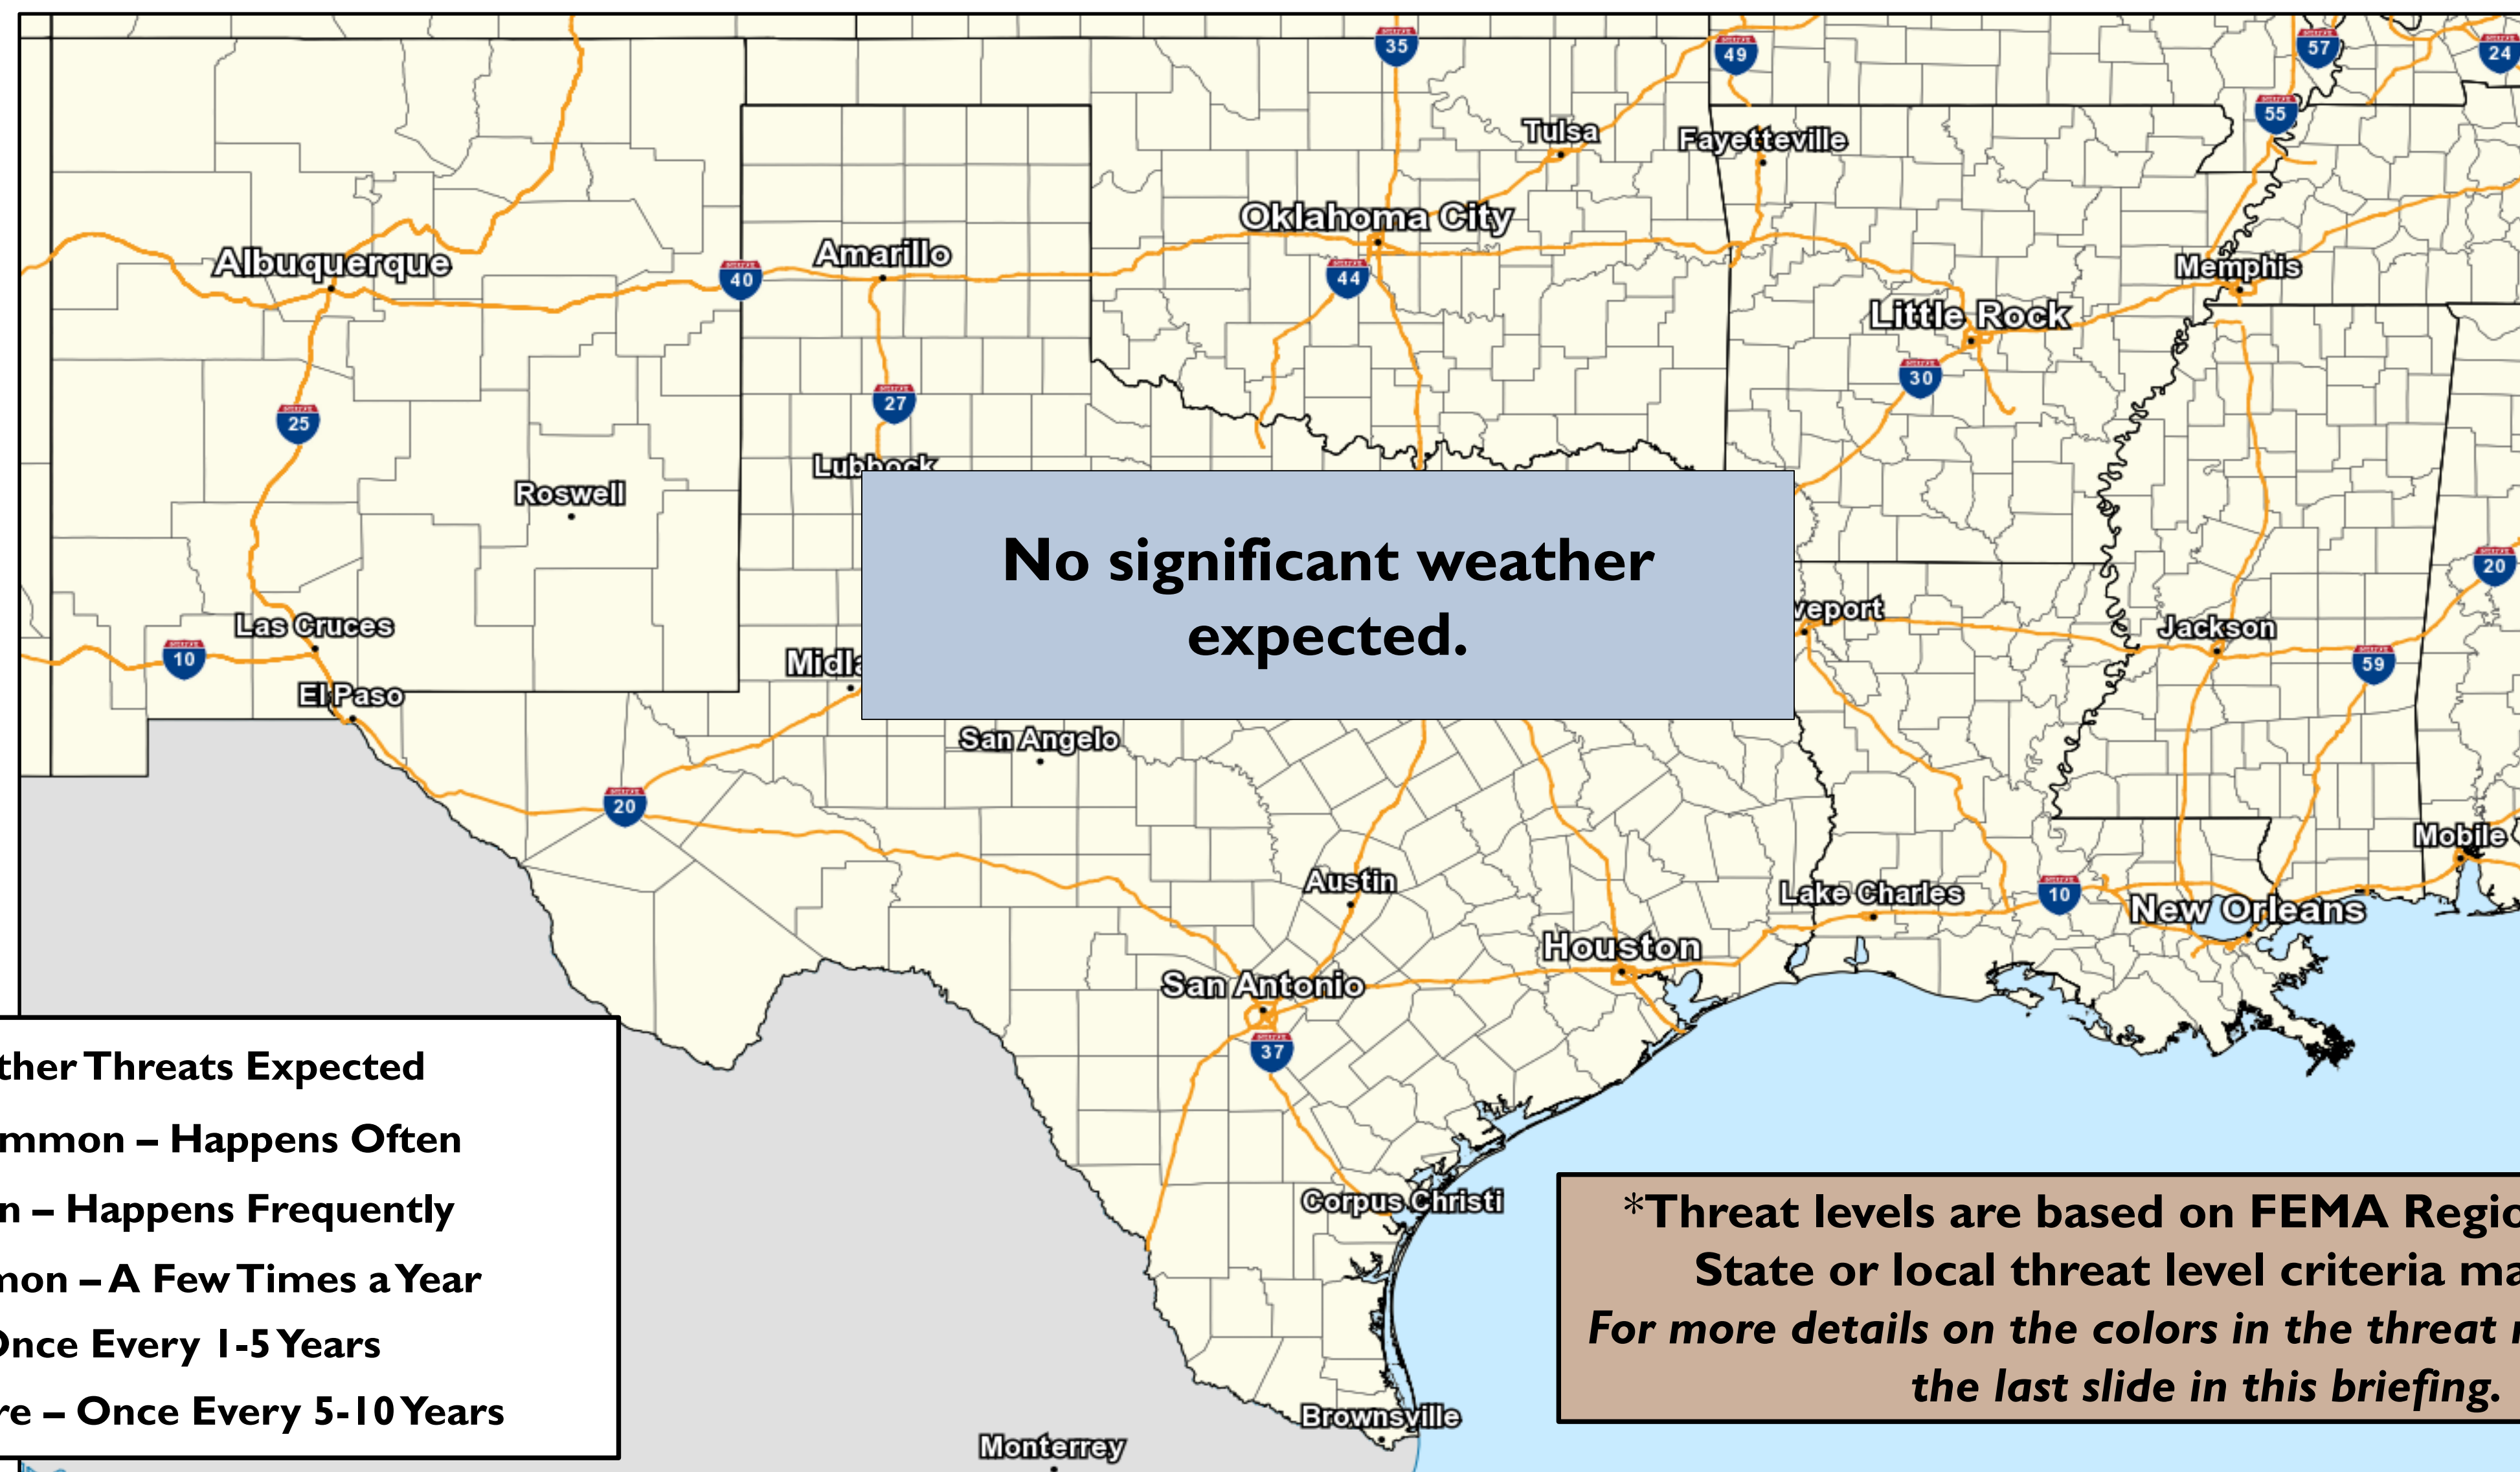 35
49
57
24
55
Tulsa
Fayetteville
Oklahoma City
Albuquerque
Amarillo
40
44
Memphis
Little Rock
30
27
25
Lubbock
Roswell
No significant weather
expected.
20
Las Cruces
veport
Jackson
10
Midla
59
El Paso
San Angelo
20
Mobile
Austin
Lake Charles
10
New Orleans
Houston
San Antonio
37
ther Threats Expected
mmon – Happens Often
n – Happens Frequently
mon – A Few Times a Year
Once Every 1-5 Years
re – Once Every 5-10 Years
Corpus Christi
*Threat levels are based on FEMA Regio
State or local threat level criteria ma
For more details on the colors in the threat
the last slide in this briefing.
Brownsville
Monterrey